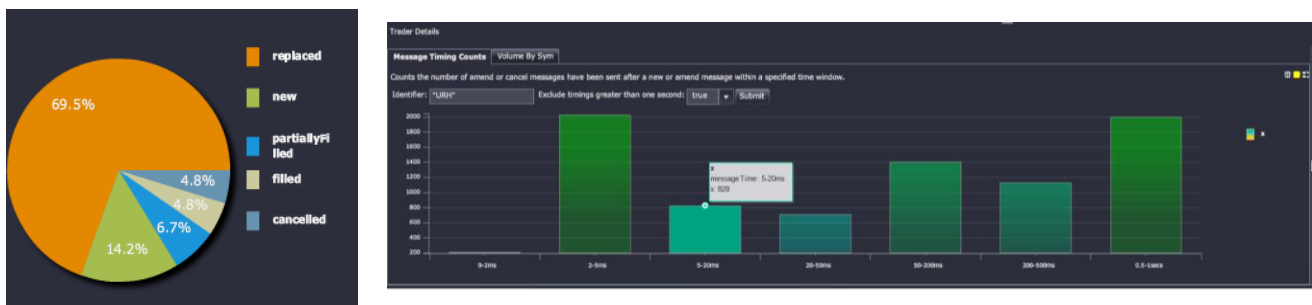 replaced
new
partiallyFi
lled
filled
cancelled
69.5%
14.2%
6.7%
4.8%
4.8%
Trader Details
Message Timing Counts Volume By Sym
Counts the number of amend or cancel messages have been sent after a new or amend message within a specified time window.
Identifier: "URH" Exclude timings greater than one second: true Submit
2000
1800
1600
1400
1200
1000
800
600
400
200
x
messageTime: 5-20ms
x: 828
x
0-2ms 2-5ms 5-20ms 20-50ms 50-200ms 200-500ms 0.5-1secs